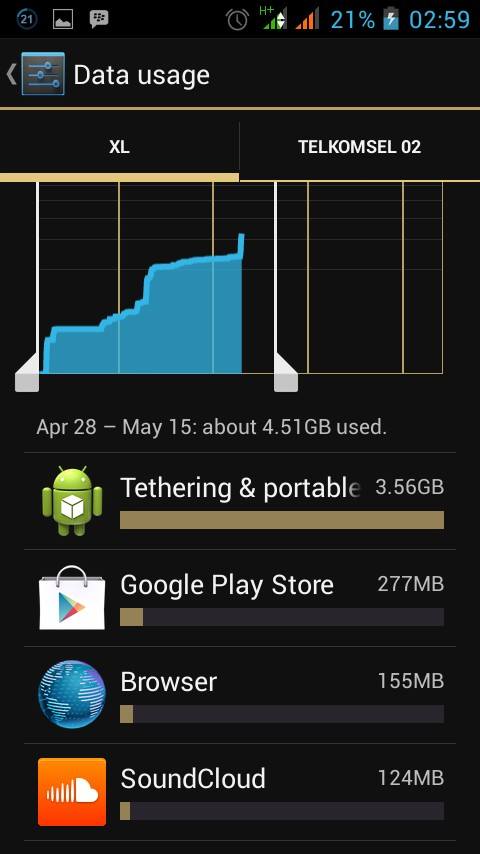 21 H+ 21% 02:59
Data usage
XL TELKOMSEL 02
Apr 28 – May 15: about 4.51GB used.
Tethering & portable 3.56GB
Google Play Store 277MB
Browser 155MB
SoundCloud 124MB